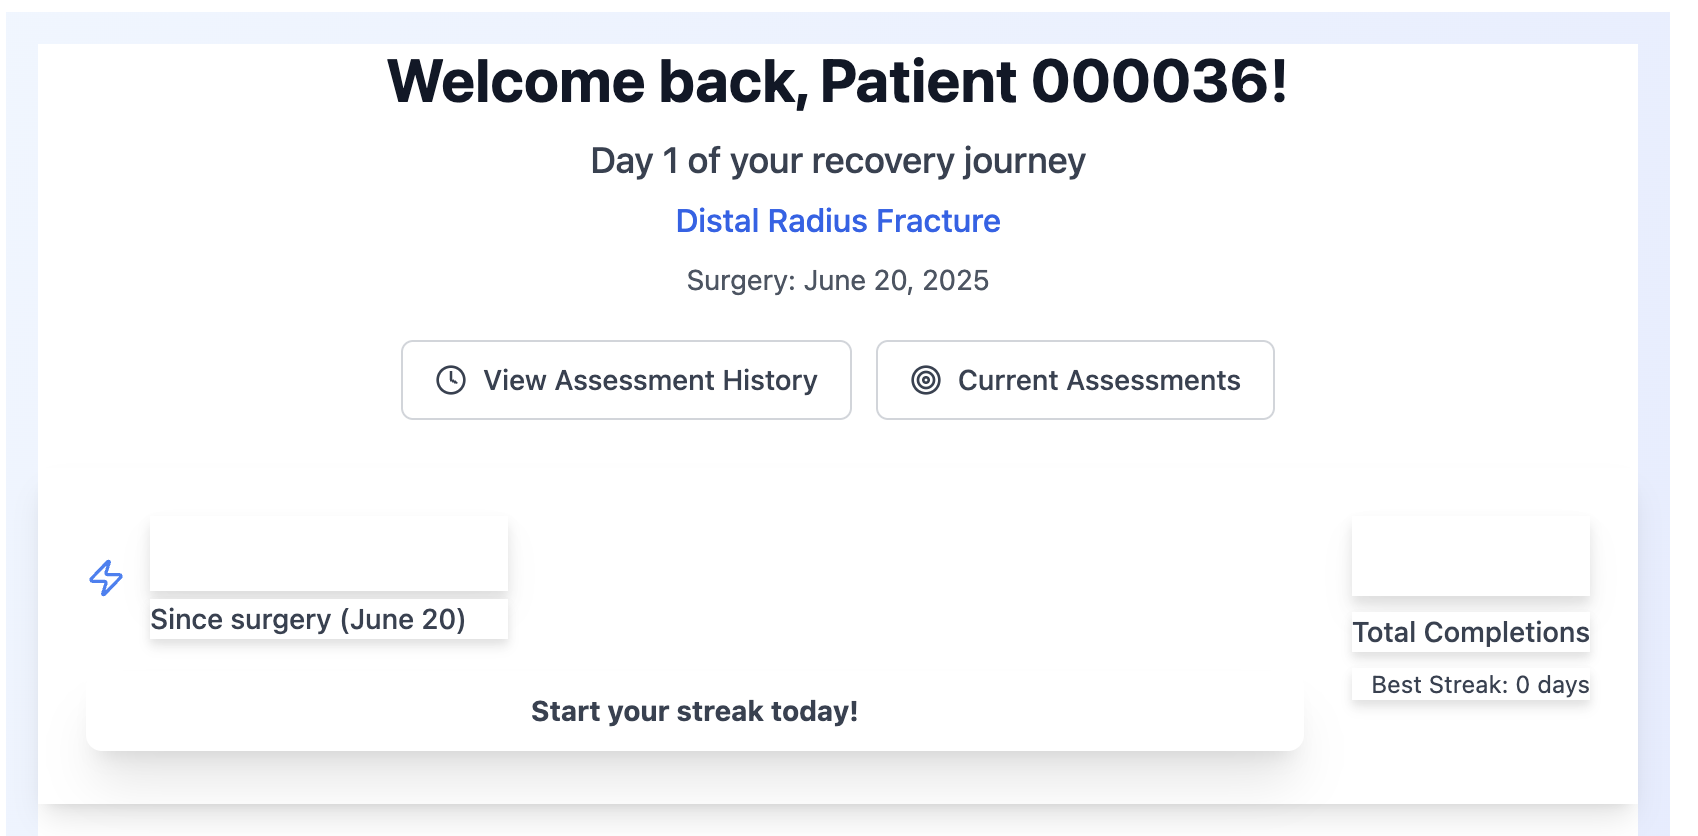 Welcome back, Patient 000036!
Day 1 of your recovery journey
Distal Radius Fracture
Surgery: June 20, 2025
View Assessment History
Current Assessments
Since surgery (June 20)
Total Completions
Best Streak: 0 days
Start your streak today!